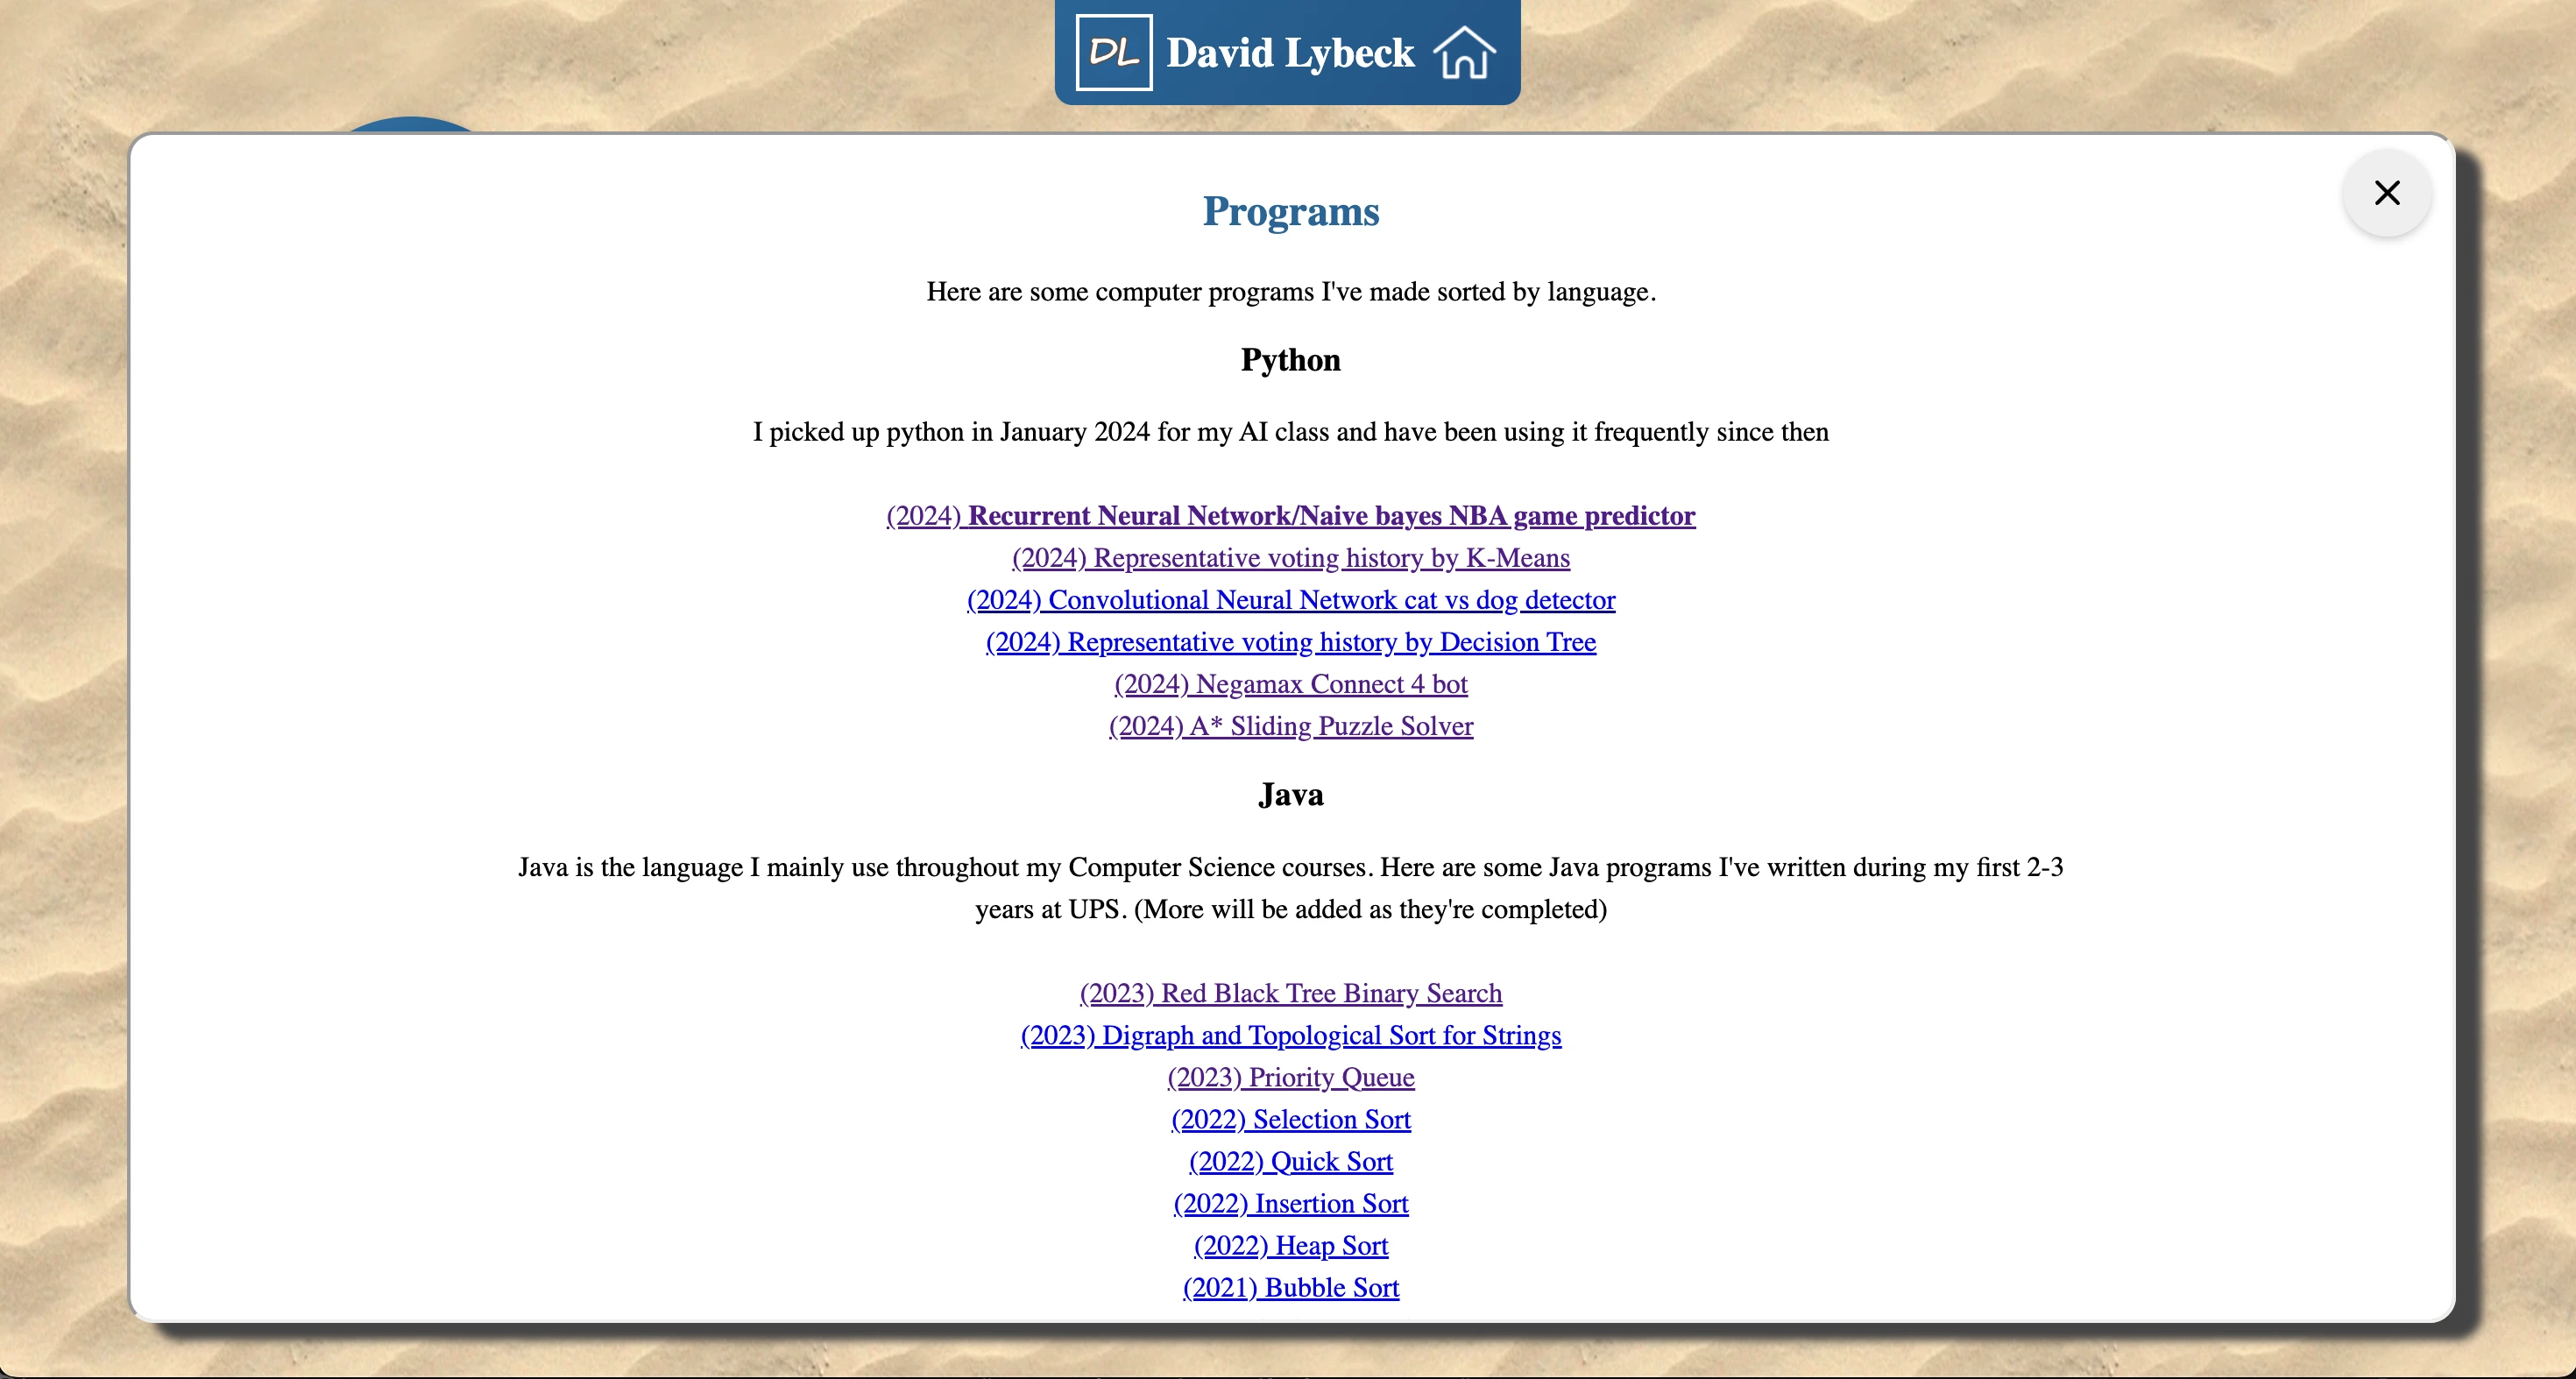 DL David Lybeck
Programs
Here are some computer programs I've made sorted by language.
Python
I picked up python in January 2024 for my AI class and have been using it frequently since then
(2024) Recurrent Neural Network/Naive bayes NBA game predictor
(2024) Representative voting history by K-Means
(2024) Convolutional Neural Network cat vs dog detector
(2024) Representative voting history by Decision Tree
(2024) Negamax Connect 4 bot
(2024) A* Sliding Puzzle Solver
Java
Java is the language I mainly use throughout my Computer Science courses. Here are some Java programs I've written during my first 2-3
years at UPS. (More will be added as they're completed)
(2023) Red Black Tree Binary Search
(2023) Digraph and Topological Sort for Strings
(2023) Priority Queue
(2022) Selection Sort
(2022) Quick Sort
(2022) Insertion Sort
(2022) Heap Sort
(2021) Bubble Sort